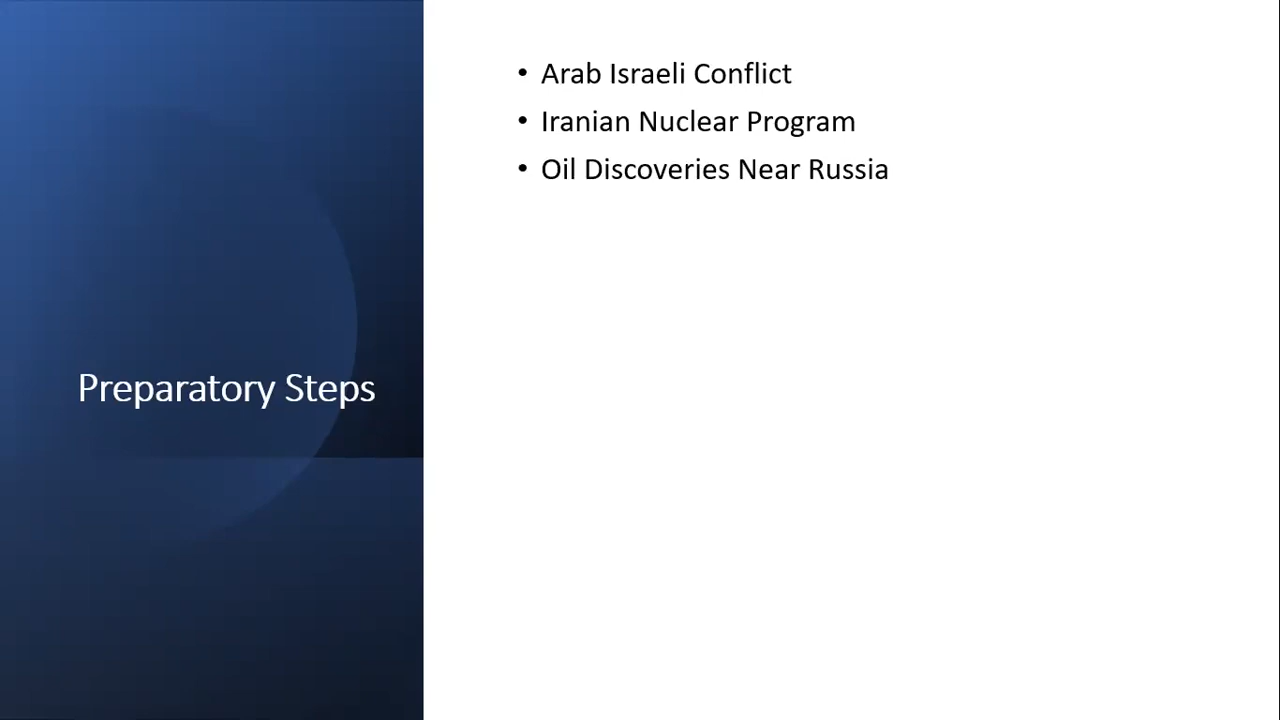 Preparatory Steps
• Arab Israeli Conflict
• Iranian Nuclear Program
• Oil Discoveries Near Russia